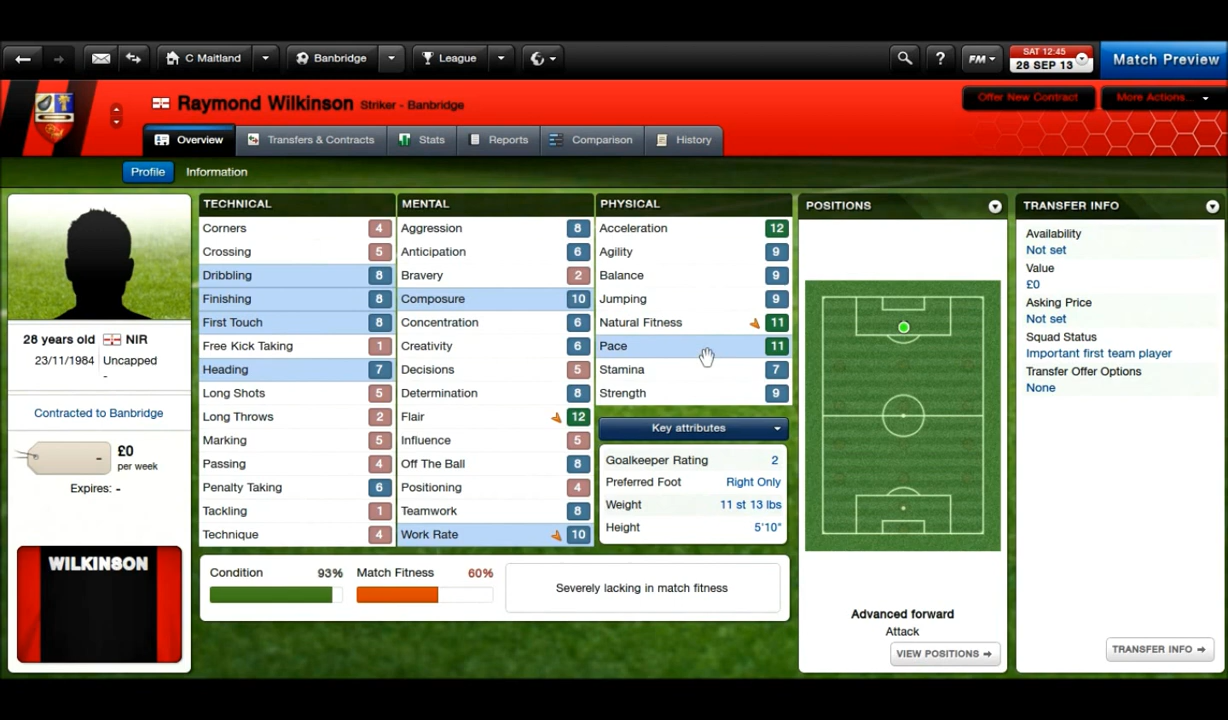 C Maitland
Banbridge
League
?
FM
SAT 12:45
28 SEP 13
Match Preview
Raymond Wilkinson Striker - Banbridge
Offer New Contract
More Actions...
Overview
Transfers & Contracts
Stats
Reports
Comparison
History
Profile
Information
28 years old NIR
23/11/1984 Uncapped
-
Contracted to Banbridge
- £0
per week
Expires: -
WILKINSON
TECHNICAL
Corners 4
Crossing 5
Dribbling 8
Finishing 8
First Touch 8
Free Kick Taking 1
Heading 7
Long Shots 5
Long Throws 2
Marking 5
Passing 4
Penalty Taking 6
Tackling 1
Technique 4
MENTAL
Aggression 8
Anticipation 6
Bravery 2
Composure 10
Concentration 6
Creativity 6
Decisions 5
Determination 8
Flair 12
Influence 5
Off The Ball 8
Positioning 4
Teamwork 8
Work Rate 10
PHYSICAL
Acceleration 12
Agility 9
Balance 9
Jumping 9
Natural Fitness 11
Pace 11
Stamina 7
Strength 9
Key attributes
Goalkeeper Rating 2
Preferred Foot Right Only
Weight 11 st 13 lbs
Height 5'10"
Condition 93%
Match Fitness 60%
Severely lacking in match fitness
POSITIONS
Advanced forward
Attack
VIEW POSITIONS
TRANSFER INFO
Availability
Not set
Value
£0
Asking Price
Not set
Squad Status
Important first team player
Transfer Offer Options
None
TRANSFER INFO